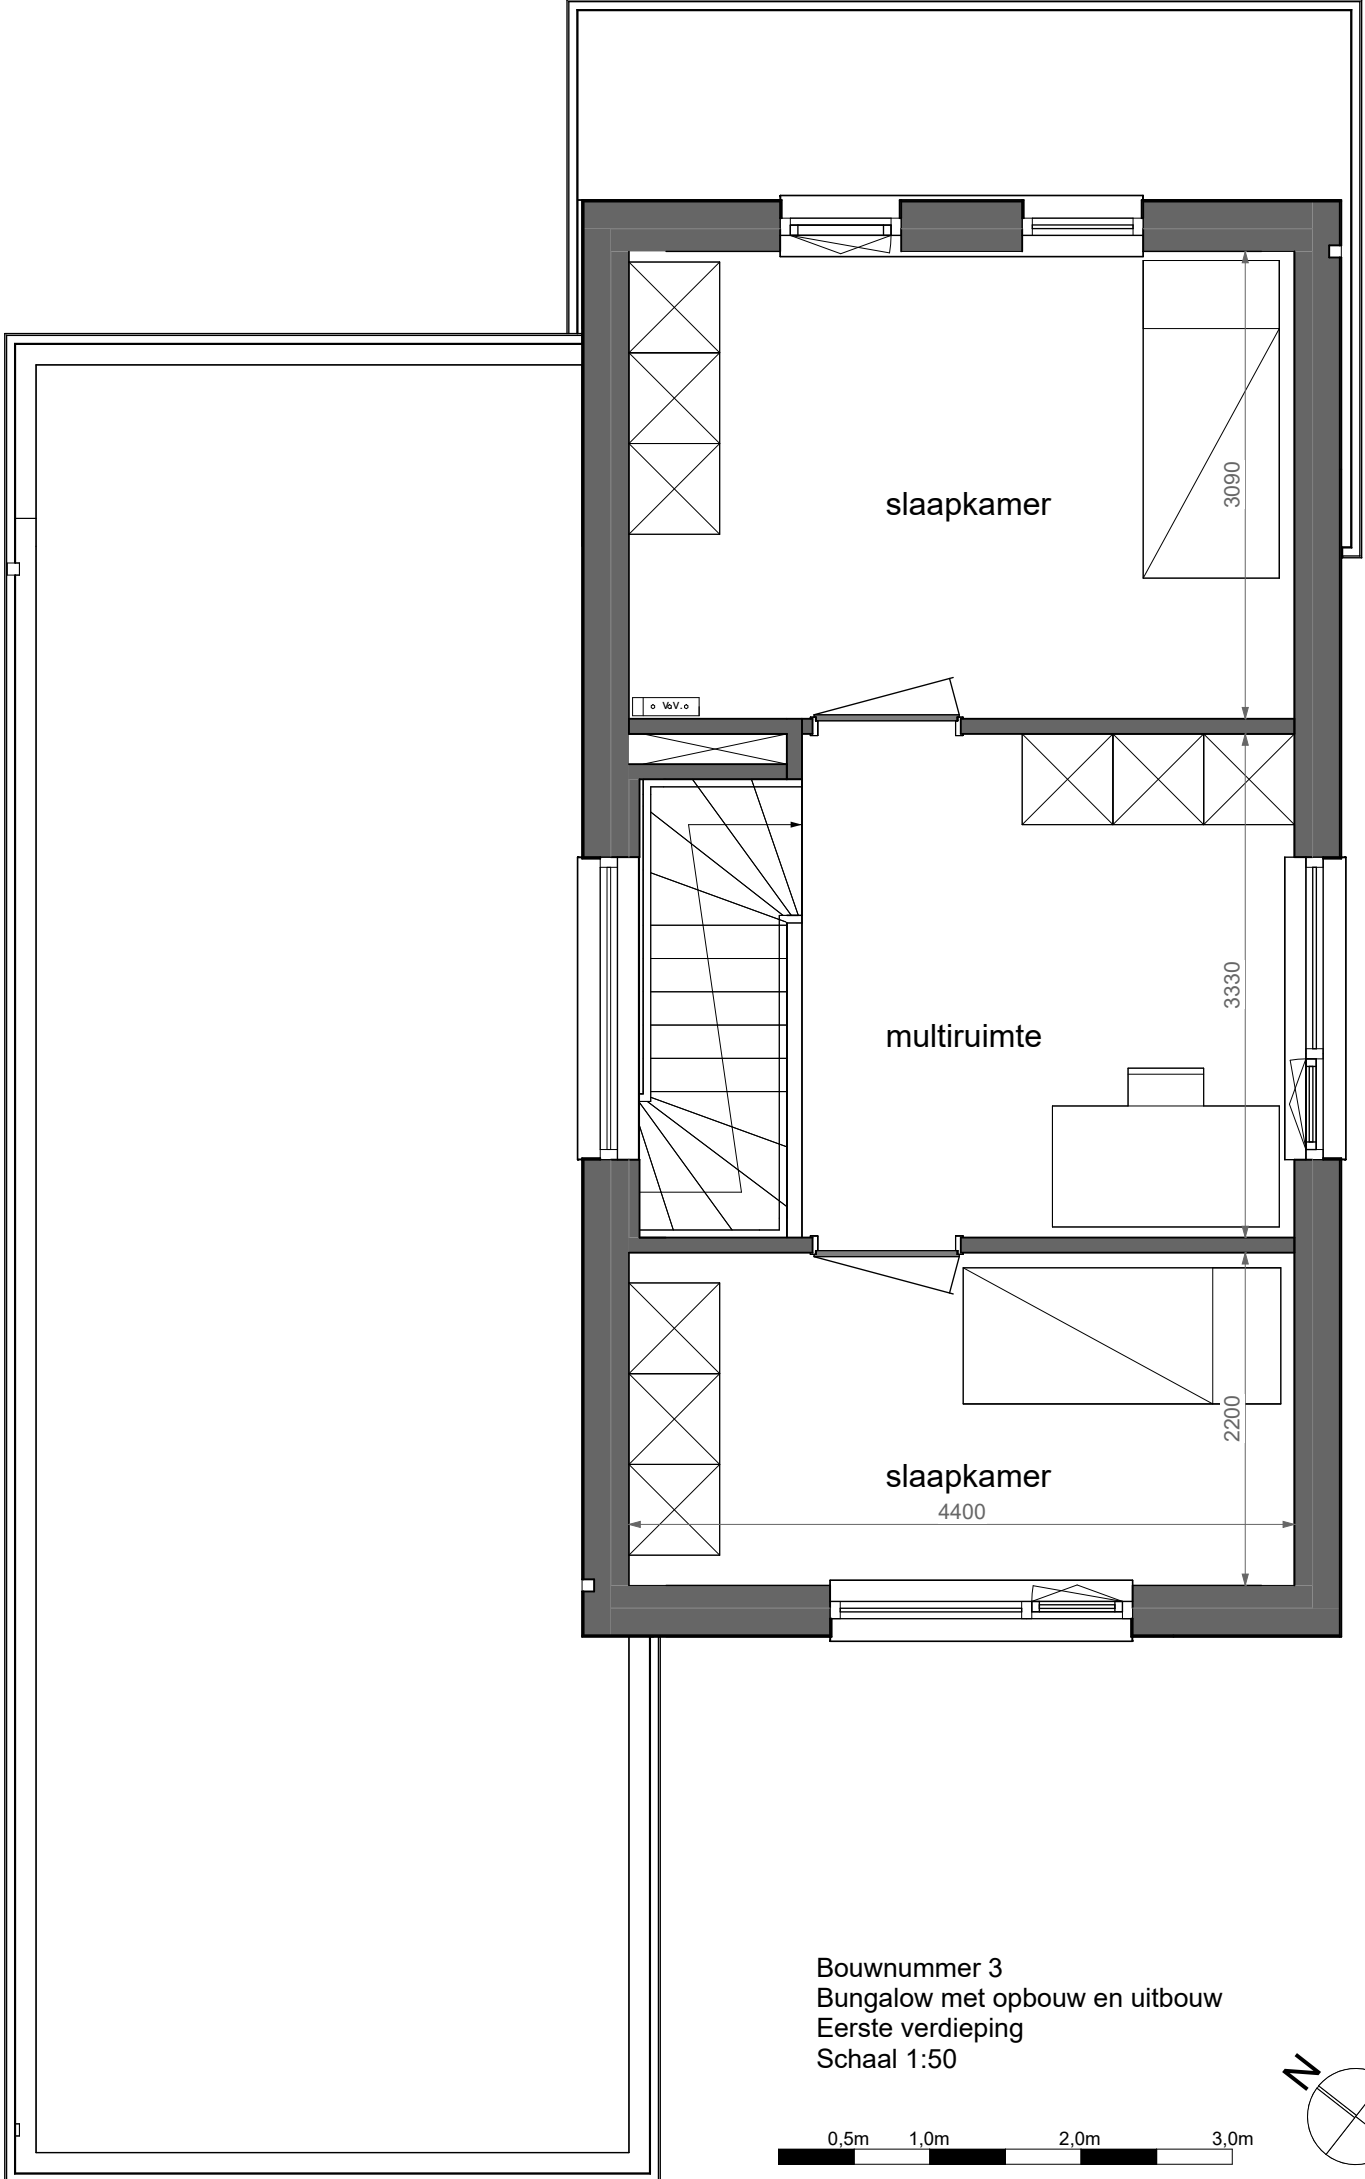 slaapkamer
3090
VaV.
multiruimte
3330
slaapkamer
2200
4400
Bouwnummer 3
Bungalow met opbouw en uitbouw
Eerste verdieping
Schaal 1:50
N
0,5m 1,0m 2,0m 3,0m